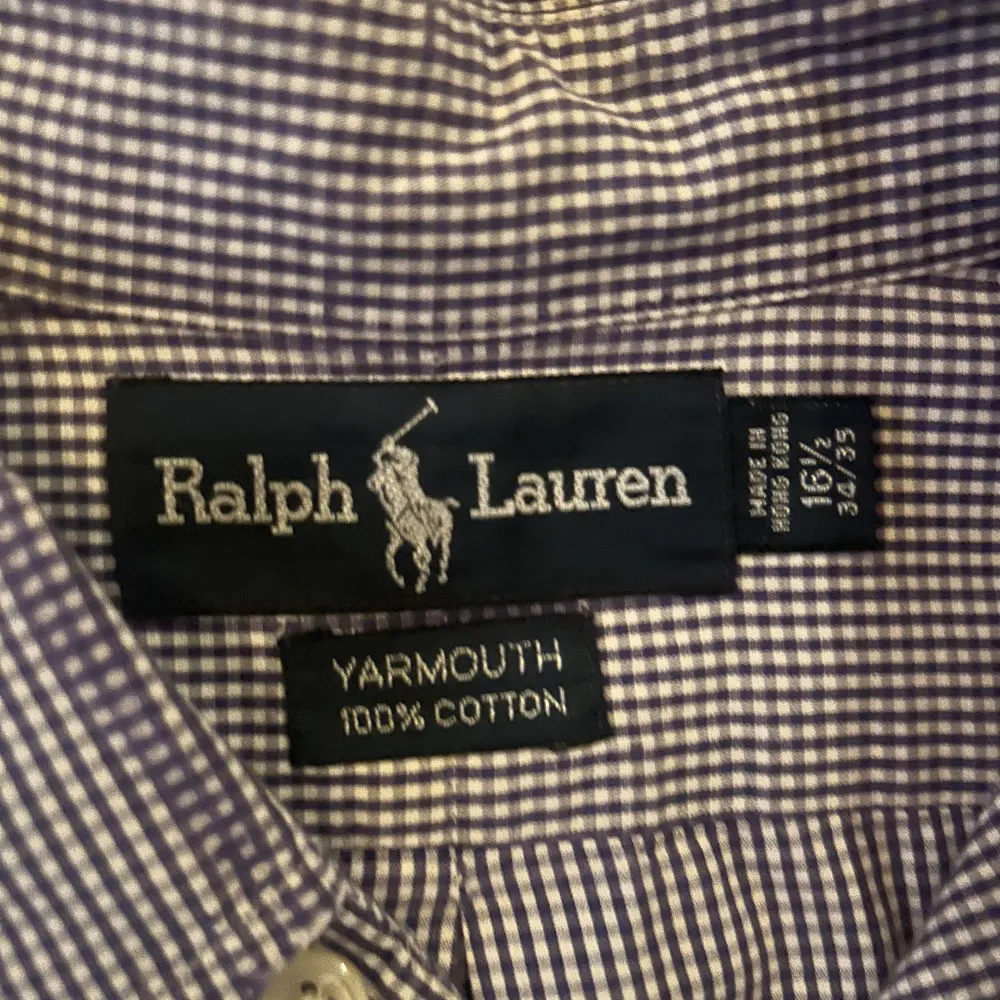 Ralph Lauren
MADE IN
HONG KONG
16½
34/35
YARMOUTH
100% COTTON